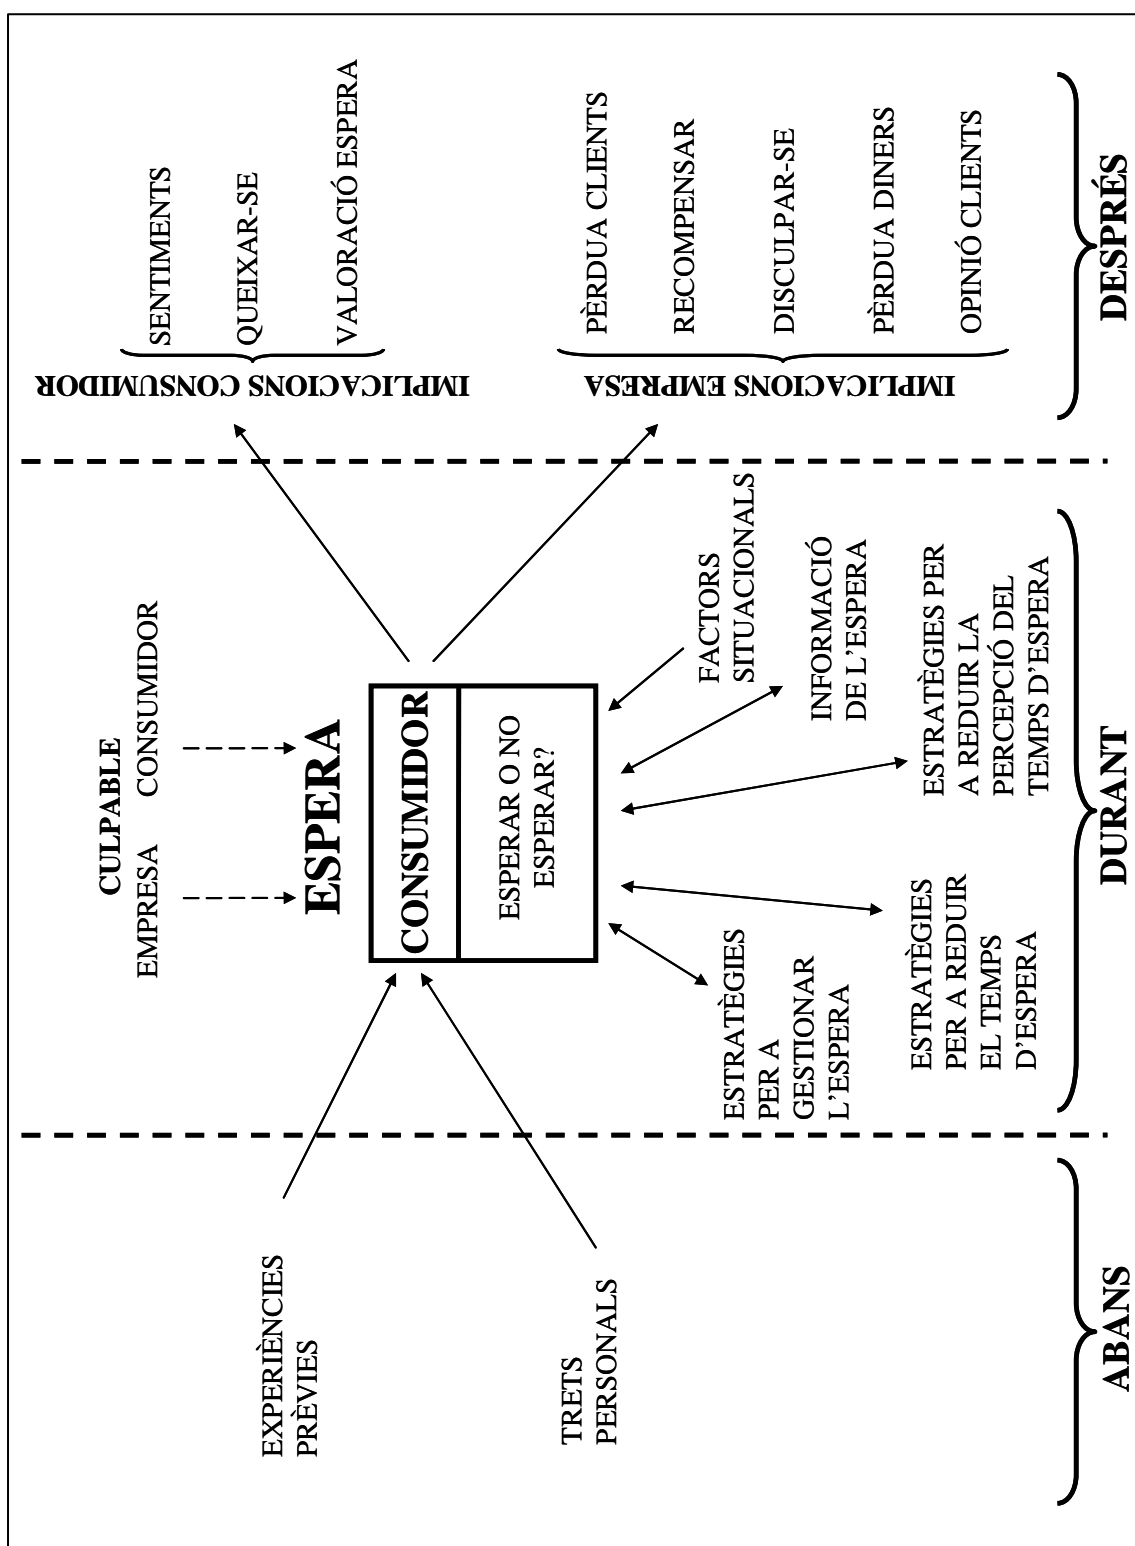 EXPERIÈNCIES
PRÈVIES
TRETS
PERSONALS
ABANS
CULPABLE
EMPRESA CONSUMIDOR
ESPERA
CONSUMIDOR
ESPERAR O NO
ESPERAR?
ESTRATÈGIES
PER A
GESTIONAR
L'ESPERA
ESTRATÈGIES
PER A REDUIR
EL TEMPS
D'ESPERA
ESTRATÈGIES PER
A REDUIR LA
PERCEPCIÓ DEL
TEMPS D'ESPERA
INFORMACIÓ
DE L'ESPERA
FACTORS
SITUACIONALS
DURANT
IMPLICACIONS CONSUMIDOR
SENTIMENTS
QUEIXAR-SE
VALORACIÓ ESPERA
IMPLICACIONS EMPRESA
PÈRDUA CLIENTS
RECOMPENSAR
DISCULPAR-SE
PÈRDUA DINERS
OPINIÓ CLIENTS
DESPRÉS